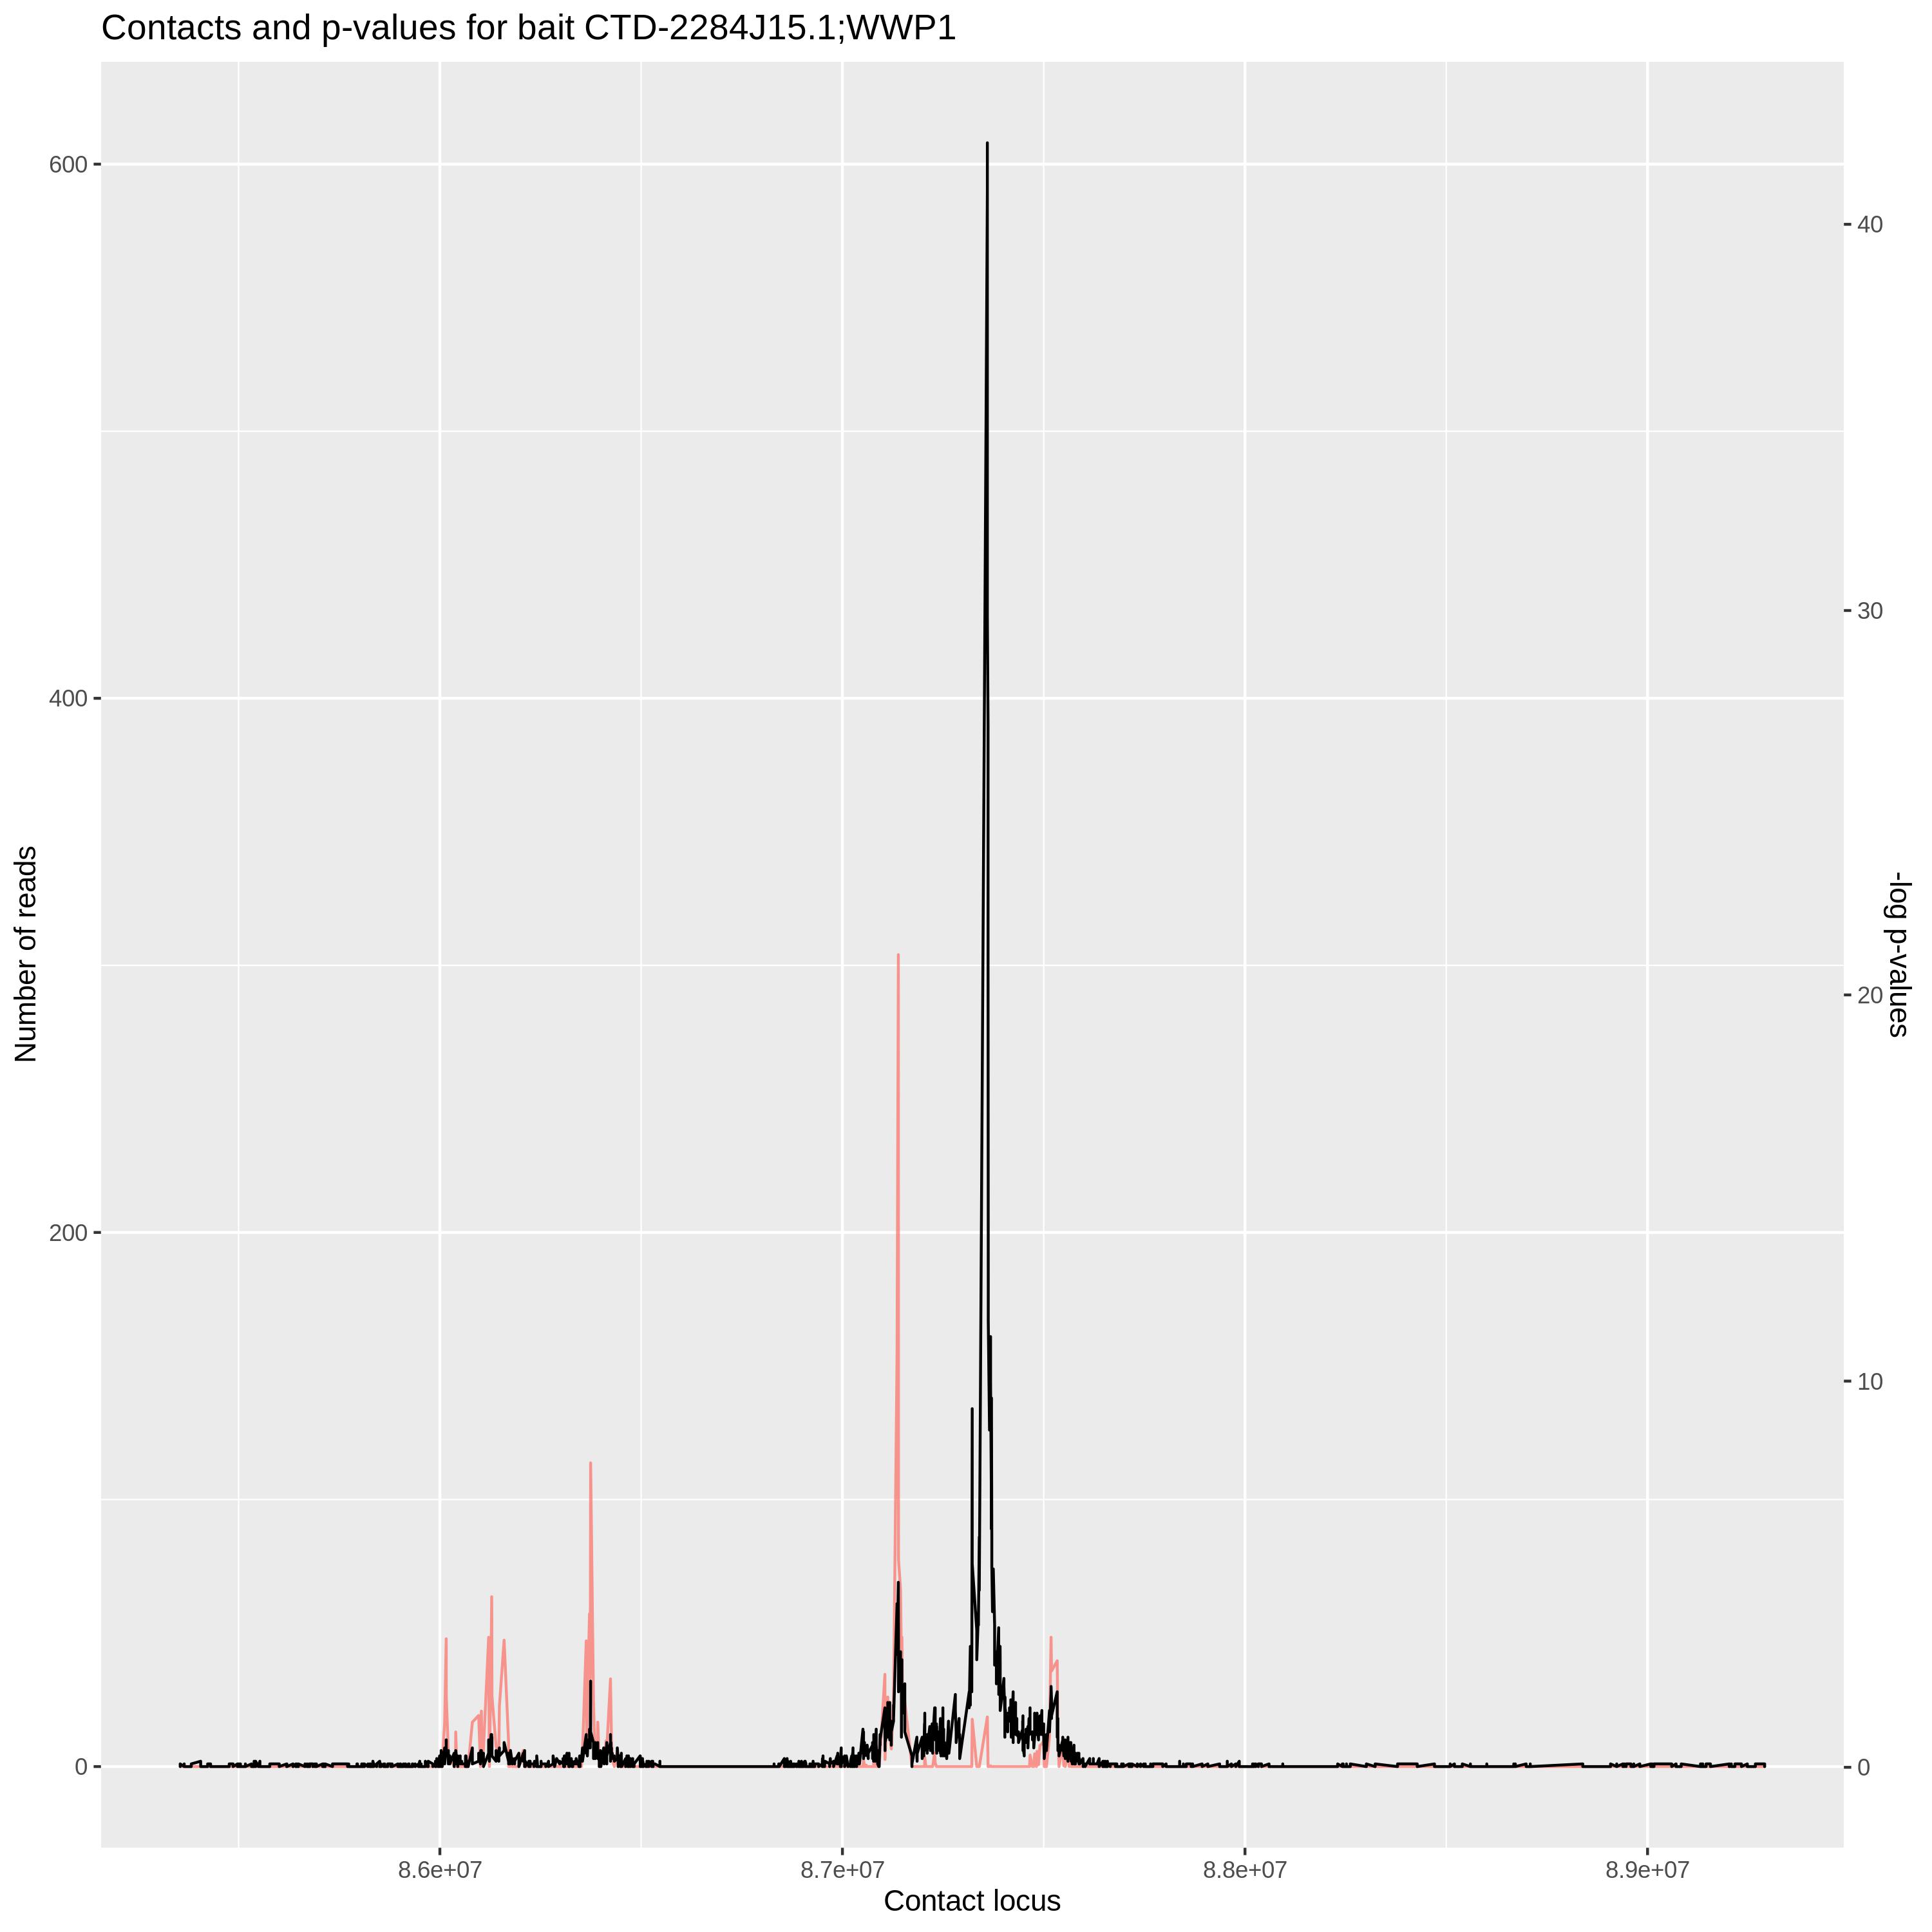 Contacts and p-values for bait CTD-2284J15.1;WWP1
600
400
200
0
Number of reads
40
30
20
10
0
-log p-values
8.6e+07 8.7e+07 8.8e+07 8.9e+07
Contact locus